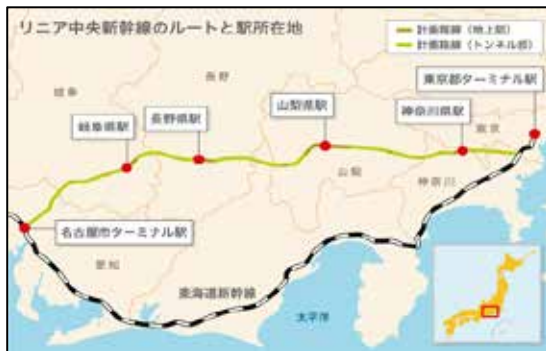 リニア中央新幹線のルートと駅所在地
計画路線（地上部）
計画路線（トンネル部）
東京都ターミナル駅
長野
岐阜
山梨県駅
神奈川県駅
長野県駅
岐阜県駅
東京
山梨
神奈川
名古屋市ターミナル駅
愛知
東海道新幹線
太平洋